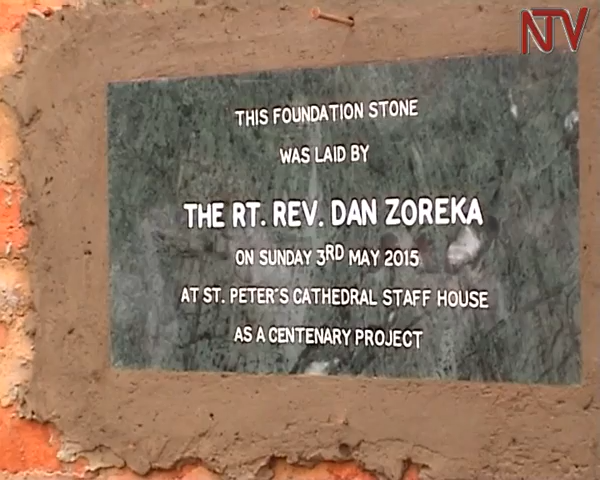 NTV
THIS FOUNDATION STONE
WAS LAID BY
THE RT. REV. DAN ZOREKA
ON SUNDAY 3RD MAY 2015
AT ST. PETER'S CATHEDRAL STAFF HOUSE
AS A CENTENARY PROJECT